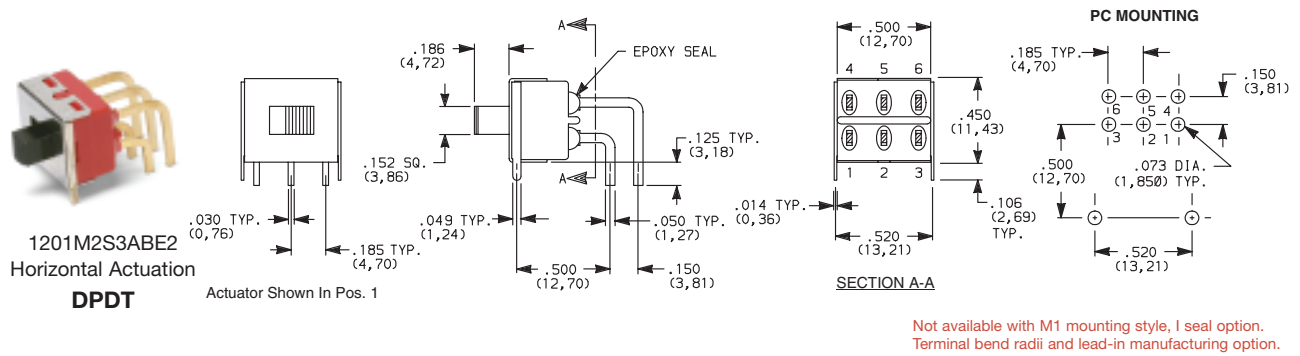 PC MOUNTING
A
.186
(4,72)
EPOXY SEAL
.500
(12,70)
4 5 6
.185 TYP.
(4,70)
.150
(3,81)
6 5 4
3 2 1
.450
(11,43)
.125 TYP.
(3,18)
.152 SQ.
(3,86)
A
1 2 3
.500
(12,70)
.073 DIA.
(1,850) TYP.
.030 TYP.
(0,76)
.049 TYP.
(1,24)
.050 TYP.
(1,27)
.014 TYP.
(0,36)
.106
(2,69)
TYP.
1201M2S3ABE2
Horizontal Actuation
DPDT
.185 TYP.
(4,70)
.500
(12,70)
.150
(3,81)
.520
(13,21)
.520
(13,21)
Actuator Shown In Pos. 1
SECTION A-A
Not available with M1 mounting style, I seal option.
Terminal bend radii and lead-in manufacturing option.